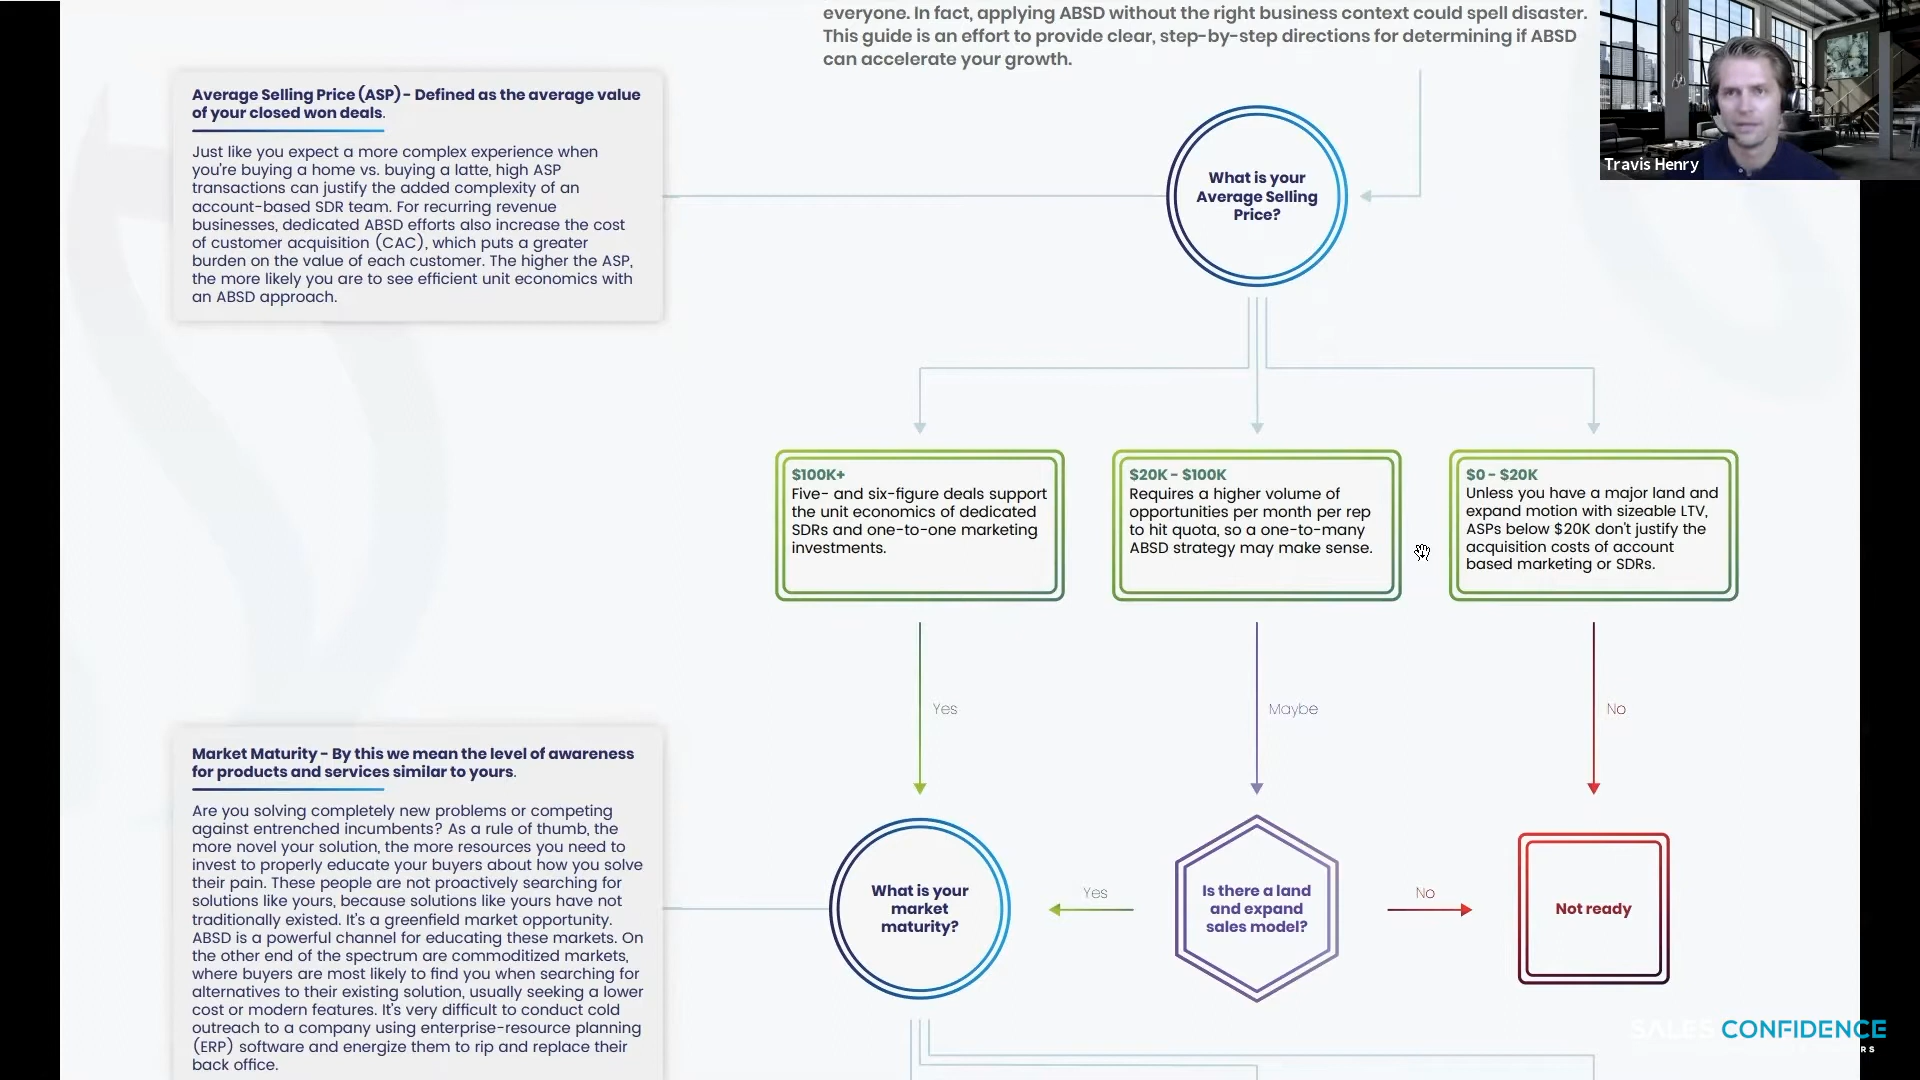 everyone. In fact, applying ABSD without the right business context could spell disaster.
This guide is an effort to provide clear, step-by-step directions for determining if ABSD
can accelerate your growth.
Travis Henry
Average Selling Price (ASP) - Defined as the average value
of your closed won deals.
Just like you expect a more complex experience when
you're buying a home vs. buying a latte, high ASP
transactions can justify the added complexity of an
account-based SDR team. For recurring revenue
businesses, dedicated ABSD efforts also increase the cost
of customer acquisition (CAC), which puts a greater
burden on the value of each customer. The higher the ASP,
the more likely you are to see efficient unit economics with
an ABSD approach.
What is your
Average Selling
Price?
$100K+
Five- and six-figure deals support
the unit economics of dedicated
SDRs and one-to-one marketing
investments.
$20K - $100K
Requires a higher volume of
opportunities per month per rep
to hit quota, so a one-to-many
ABSD strategy may make sense.
$0 - $20K
Unless you have a major land and
expand motion with sizeable LTV,
ASPs below $20K don't justify the
acquisition costs of account
based marketing or SDRs.
Yes
Maybe
No
Market Maturity - By this we mean the level of awareness
for products and services similar to yours.
Are you solving completely new problems or competing
against entrenched incumbents? As a rule of thumb, the
more novel your solution, the more resources you need to
invest to properly educate your buyers about how you solve
their pain. These people are not proactively searching for
solutions like yours, because solutions like yours have not
traditionally existed. It's a greenfield market opportunity.
ABSD is a powerful channel for educating these markets. On
the other end of the spectrum are commoditized markets,
where buyers are most likely to find you when searching for
alternatives to their existing solution, usually seeking a lower
cost or modern features. It's very difficult to conduct cold
outreach to a company using enterprise-resource planning
(ERP) software and energize them to rip and replace their
back office.
What is your
market
maturity?
Yes
Is there a land
and expand
sales model?
No
Not ready
SALES CONFIDENCE